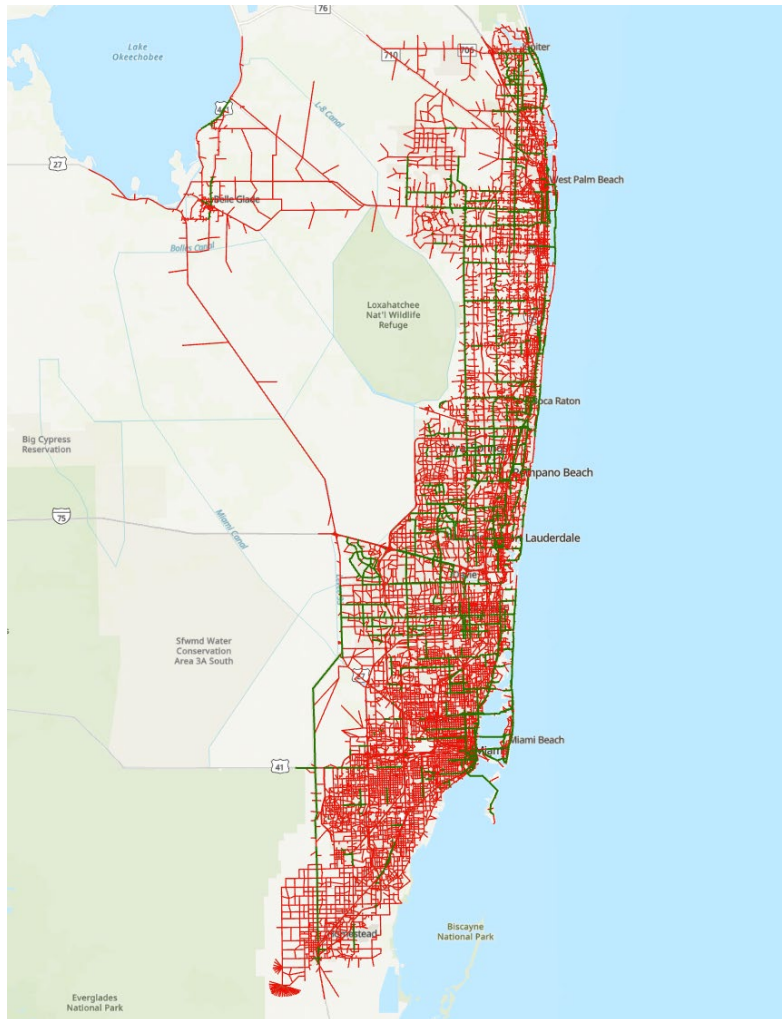 76
Lake
Okeechobee
710
706
Jupiter
L-8 Canal
27
West Palm Beach
Belle Glade
Bolles Canal
Loxahatchee
Nat'l Wildlife
Refuge
Boca Raton
Big Cypress
Reservation
Pompano Beach
75
Miami Canal
Lauderdale
Sfwmd Water
Conservation
Area 3A South
27
Miami Beach
Miami
41
Homestead
Biscayne
National Park
Everglades
National Park